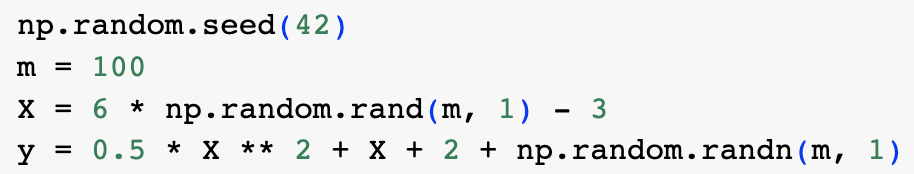 np.random.seed(42)
m = 100
X = 6 * np.random.rand(m, 1) - 3
y = 0.5 * X ** 2 + X + 2 + np.random.randn(m, 1)